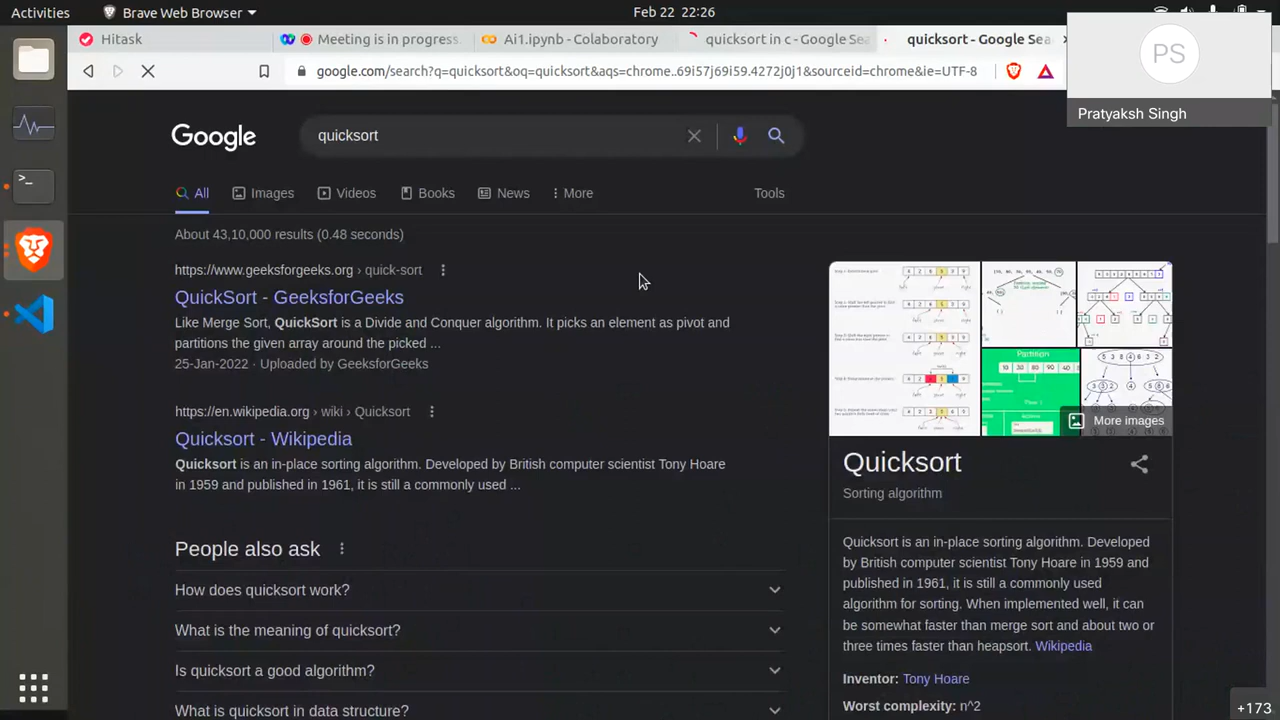 Activities
Brave Web Browser
Feb 22 22:26
Hitask
Meeting is in progress.
Ai1.ipynb - Colaboratory
quicksort in c - Google Sea
quicksort - Google Sea
google.com/search?q=quicksort&oq=quicksort&aqs=chrome..69i57j69i59.4272j0j1&sourceid=chrome&ie=UTF-8
PS
Pratyaksh Singh
Google
quicksort
All
Images
Videos
Books
News
More
Tools
About 43,10,000 results (0.48 seconds)
https://www.geeksforgeeks.org › quick-sort
QuickSort - GeeksforGeeks
Like Merge Sort, QuickSort is a Divide and Conquer algorithm. It picks an element as pivot and
partitions the given array around the picked ...
25-Jan-2022 · Uploaded by GeeksforGeeks
https://en.wikipedia.org › wiki › Quicksort
Quicksort - Wikipedia
Quicksort is an in-place sorting algorithm. Developed by British computer scientist Tony Hoare
in 1959 and published in 1961, it is still a commonly used ...
People also ask
How does quicksort work?
What is the meaning of quicksort?
Is quicksort a good algorithm?
What is quicksort in data structure?
Partition
More images
Quicksort
Sorting algorithm
Quicksort is an in-place sorting algorithm. Developed
by British computer scientist Tony Hoare in 1959 and
published in 1961, it is still a commonly used
algorithm for sorting. When implemented well, it can
be somewhat faster than merge sort and about two or
three times faster than heapsort. Wikipedia
Inventor: Tony Hoare
Worst complexity: n^2
+173